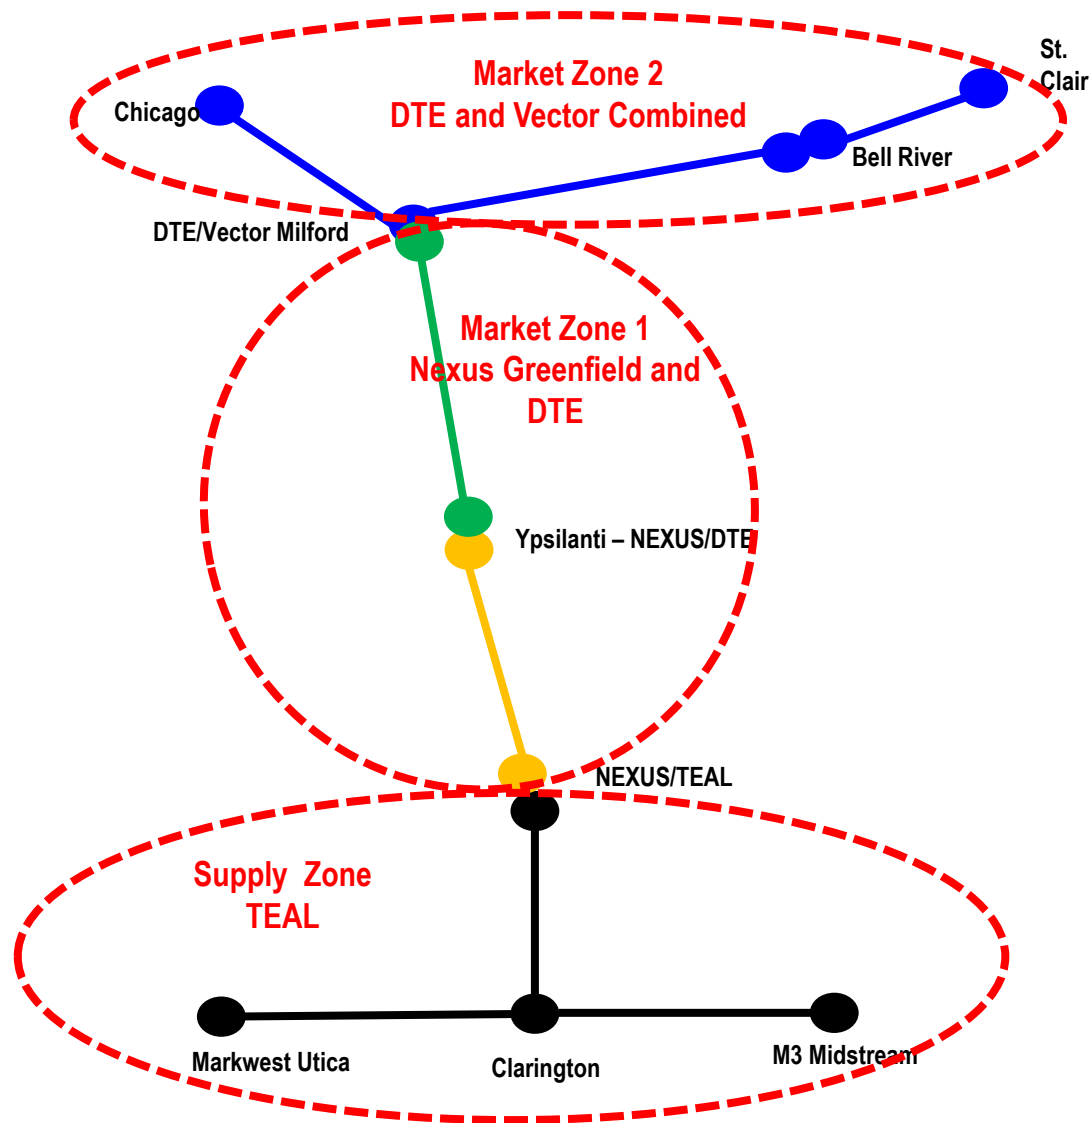 St.
Clair
Market Zone 2
DTE and Vector Combined
Chicago
Bell River
DTE/Vector Milford
Market Zone 1
Nexus Greenfield and
DTE
Ypsilanti – NEXUS/DTE
NEXUS/TEAL
Supply Zone
TEAL
Markwest Utica
Clarington
M3 Midstream